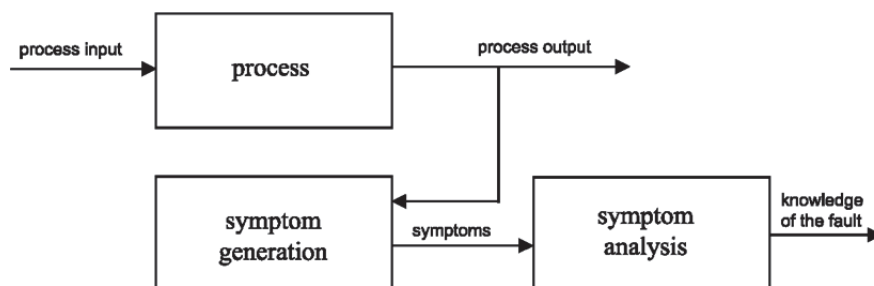 process input
process
process output
symptom
generation
symptoms
symptom
analysis
knowledge
of the fault